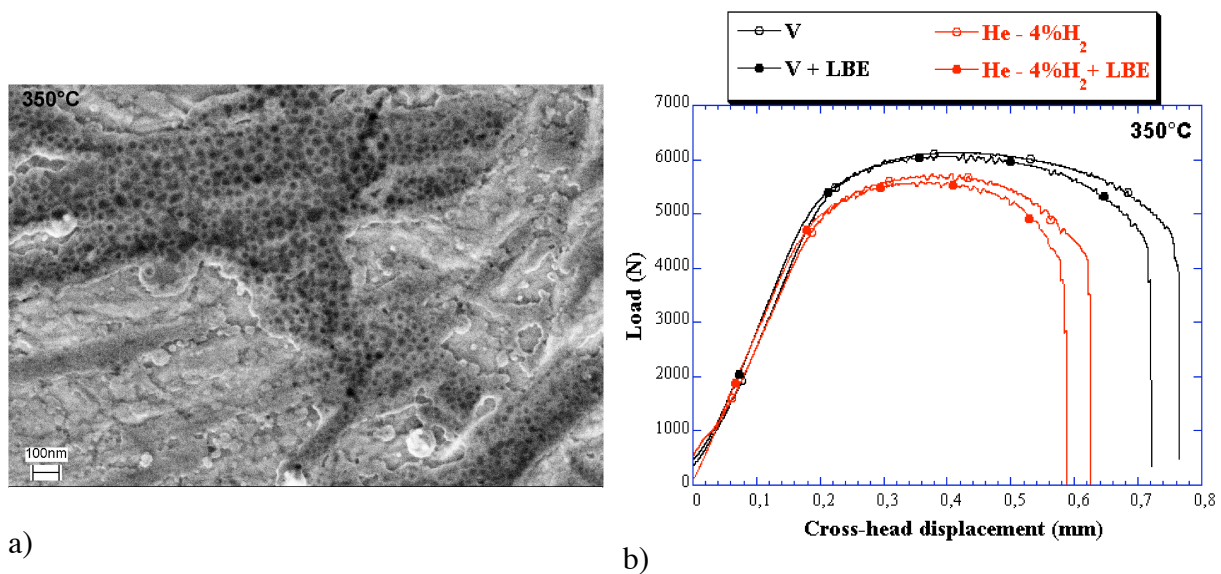 350°C
100nm
a)
V
He - 4%H2
V + LBE
He - 4%H2+ LBE
350°C
Load (N)
7000
6000
5000
4000
3000
2000
1000
0
0 0,1 0,2 0,3 0,4 0,5 0,6 0,7 0,8
Cross-head displacement (mm)
b)